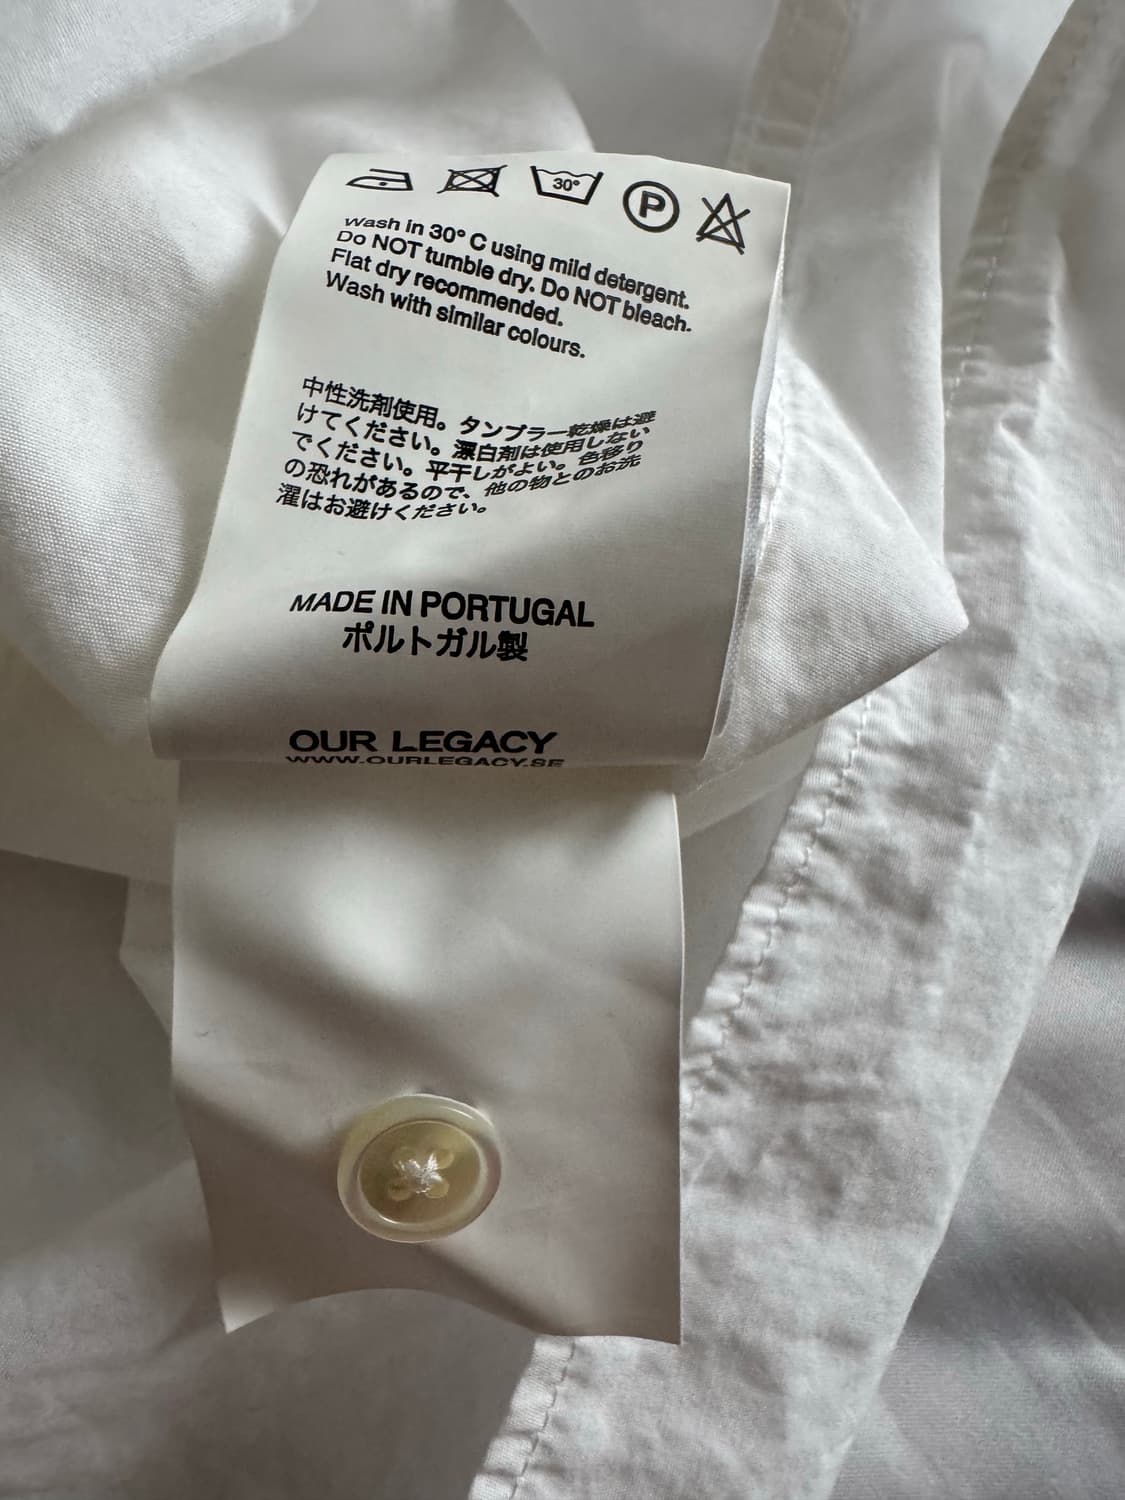 30°
P
Wash in 30° C using mild detergent.
Do NOT tumble dry. Do NOT bleach.
Flat dry recommended.
Wash with similar colours.
中性洗剤使用。タンブラー乾燥は避
けてください。漂白剤は使用しない
でください。平干しがよい。色移り
の恐れがあるので、他の物とのお洗
濯はお避けください。
MADE IN PORTUGAL
ポルトガル製
OUR LEGACY
WWW.OURLEGACY.SE